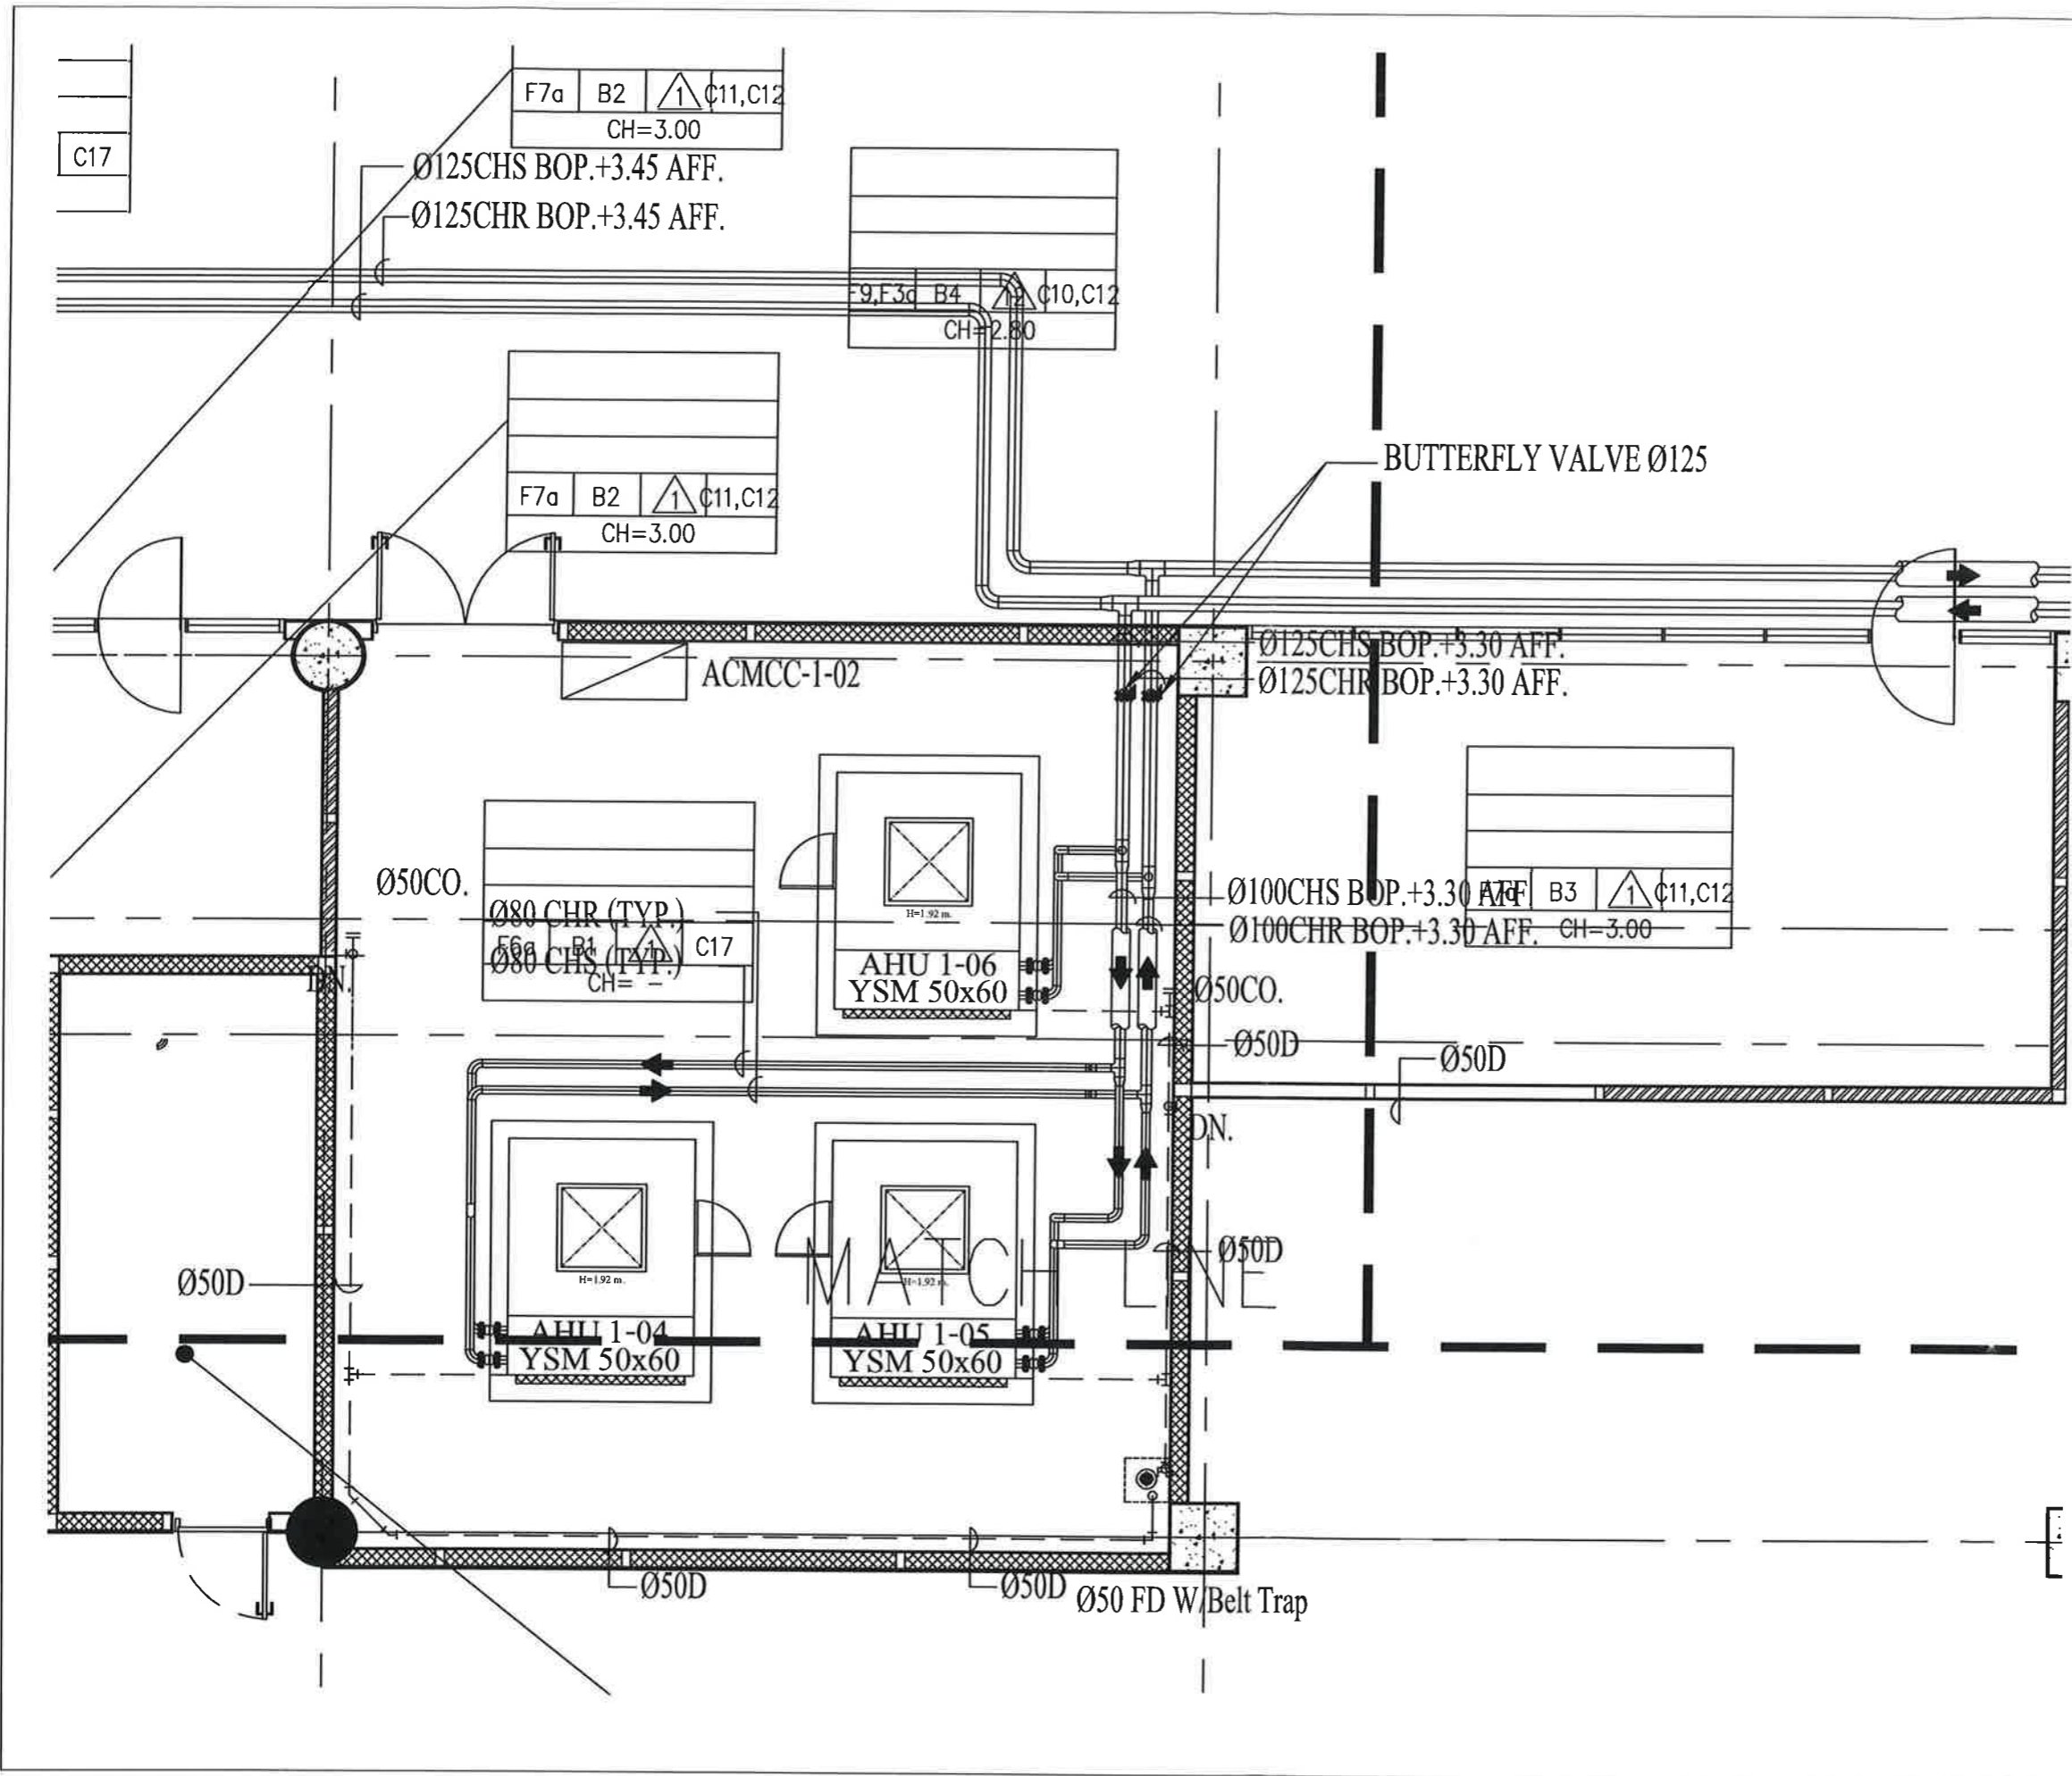 F7a B2 1 C11,C12
CH=3.00
C17
Ø125CHS BOP.+3.45 AFF.
Ø125CHR BOP.+3.45 AFF.
F9,F3c B4 C10,C12
CH=2.80
BUTTERFLY VALVE Ø125
F7a B2 1 C11,C12
CH=3.00
Ø125CHS BOP.+3.30 AFF.
ACMCC-1-02
Ø125CHR BOP.+3.30 AFF.
Ø50CO.
Ø100CHS BOP.+3.30 AFF.
B3 1 C11,C12
Ø80 CHR (TYP.)
H=1.92 m.
Ø100CHR BOP.+3.30 AFF.
CH=3.00
F6a B1 1 C17
Ø80 CHS (TYP.)
CH= -
DN.
AHU 1-06
YSM 50x60
Ø50CO.
Ø50D
Ø50D
DN.
MATCH LINE
Ø50D
Ø50D
H=1.92 m.
H=1.92 m.
AHU 1-04
YSM 50x60
AHU 1-05
YSM 50x60
Ø50D
Ø50D
Ø50 FD W/Belt Trap